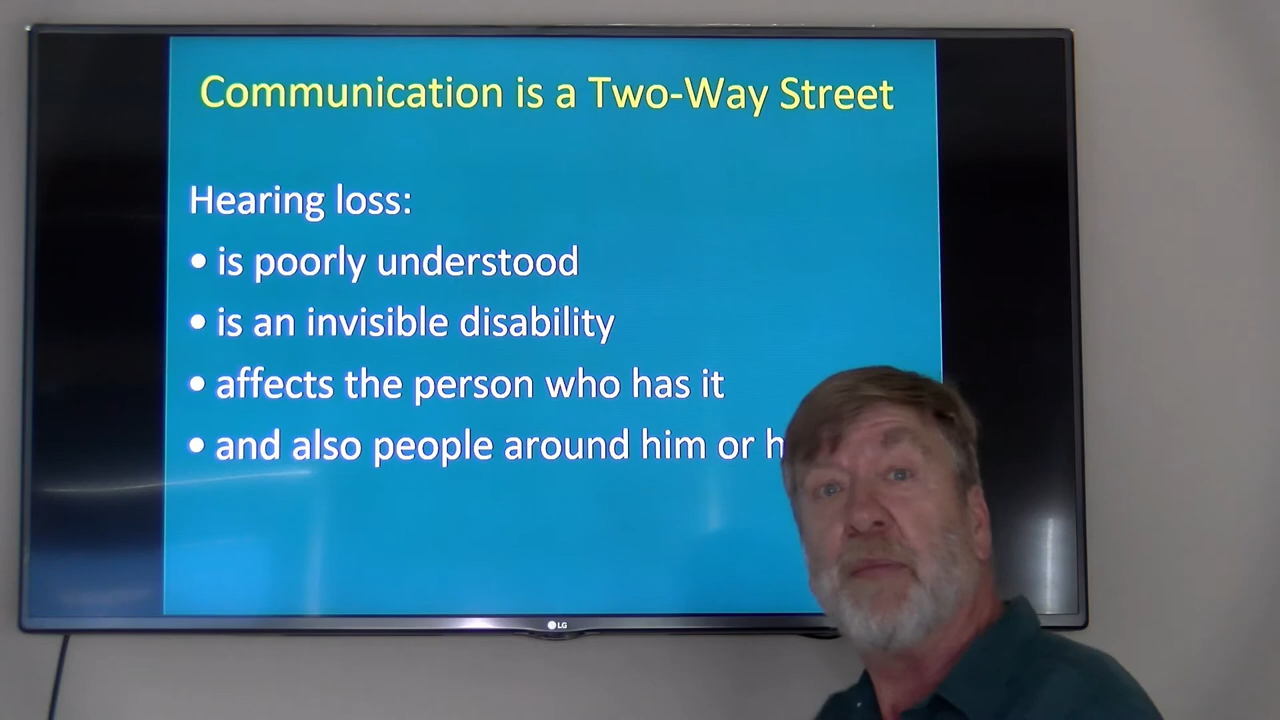 Communication is a Two-Way Street
Hearing loss:
• is poorly understood
• is an invisible disability
• affects the person who has it
• and also people around him or
LG